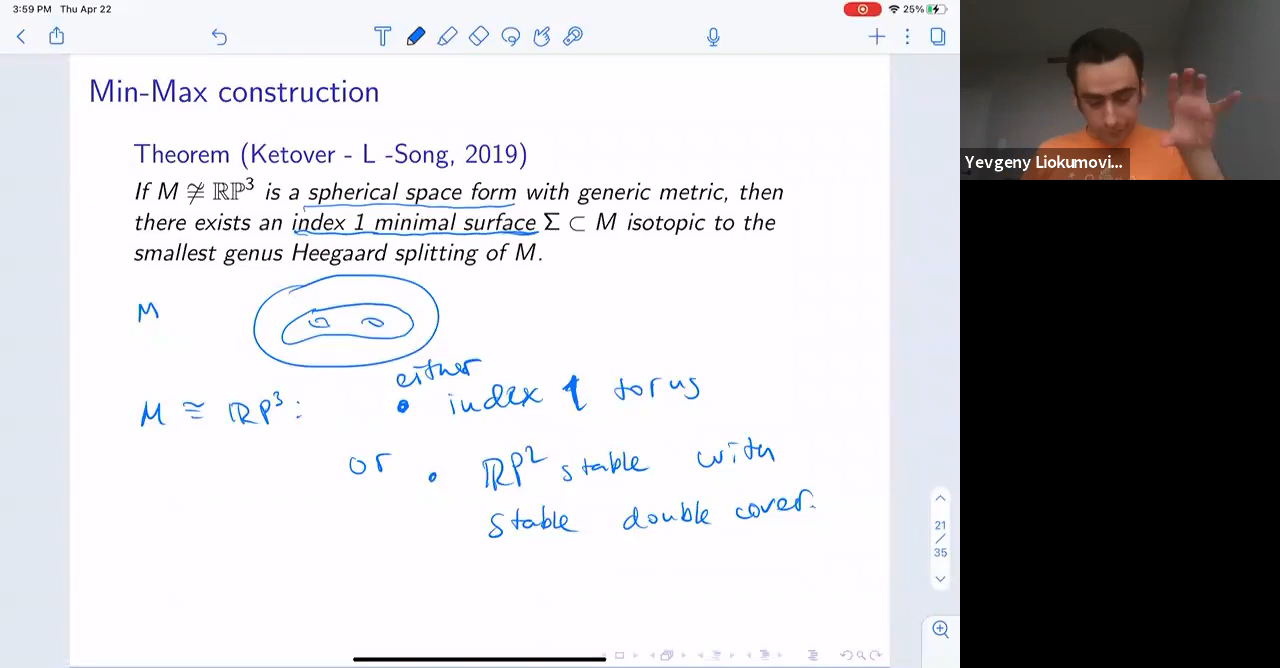 3:59 PM Thu Apr 22
25%
Min-Max construction
Theorem (Ketover - L -Song, 2019)
If M ≇ ℝℙ³ is a spherical space form with generic metric, then
there exists an index 1 minimal surface Σ ⊂ M isotopic to the
smallest genus Heegaard splitting of M.
M
either
M ≅ ℝP³: • index 1 torus
or • ℝP² stable with
stable double cover.
21
/
35
Yevgeny Liokumovi...